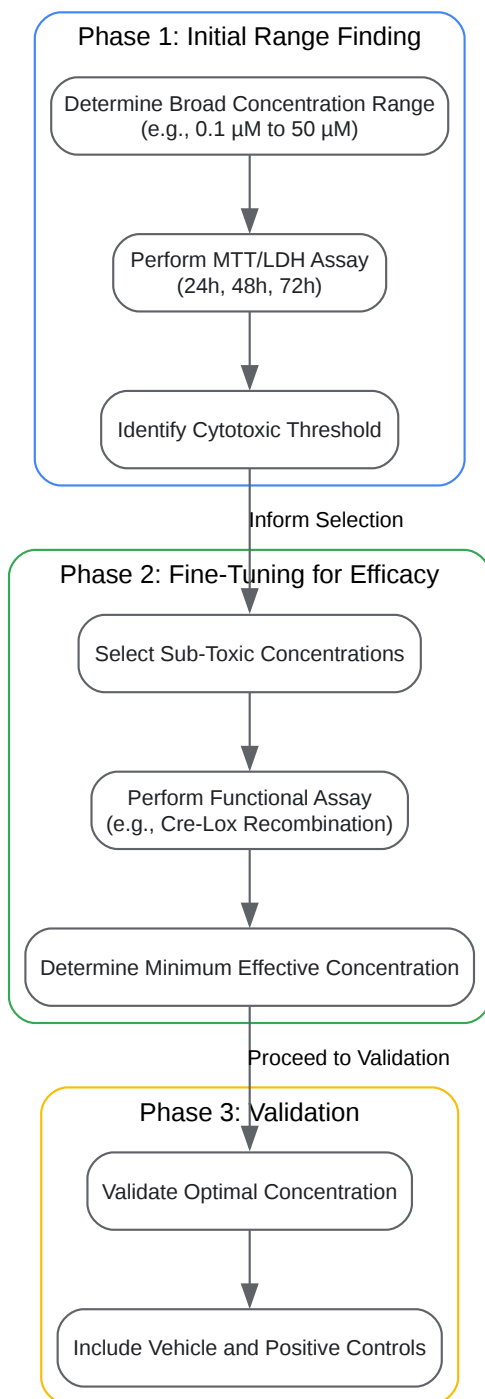 Phase 1: Initial Range Finding
Determine Broad Concentration Range
(e.g., 0.1 µM to 50 µM)
Perform MTT/LDH Assay
(24h, 48h, 72h)
Identify Cytotoxic Threshold
Inform Selection
Phase 2: Fine-Tuning for Efficacy
Select Sub-Toxic Concentrations
Perform Functional Assay
(e.g., Cre-Lox Recombination)
Determine Minimum Effective Concentration
Proceed to Validation
Phase 3: Validation
Validate Optimal Concentration
Include Vehicle and Positive Controls